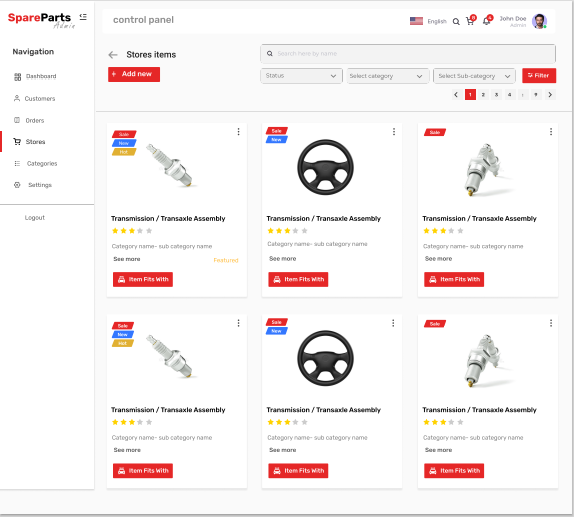 SpareParts
Admin
control panel
English
John Doe
Admin
Navigation
Dashboard
Customers
Orders
Stores
Categories
Settings
Logout
Stores items
Search here by name
+ Add new
Status
Select category
Select Sub-category
Filter
1 2 3 4 : 9
Sale
New
Hot
Transmission / Transaxle Assembly
Category name- sub category name
See more
Featured
Item Fits With
Sale
New
Transmission / Transaxle Assembly
Category name- sub category name
See more
Item Fits With
Sale
Transmission / Transaxle Assembly
Category name- sub category name
See more
Item Fits With
Sale
New
Hot
Transmission / Transaxle Assembly
Category name- sub category name
See more
Item Fits With
Sale
New
Transmission / Transaxle Assembly
Category name- sub category name
See more
Item Fits With
Sale
Transmission / Transaxle Assembly
Category name- sub category name
See more
Item Fits With